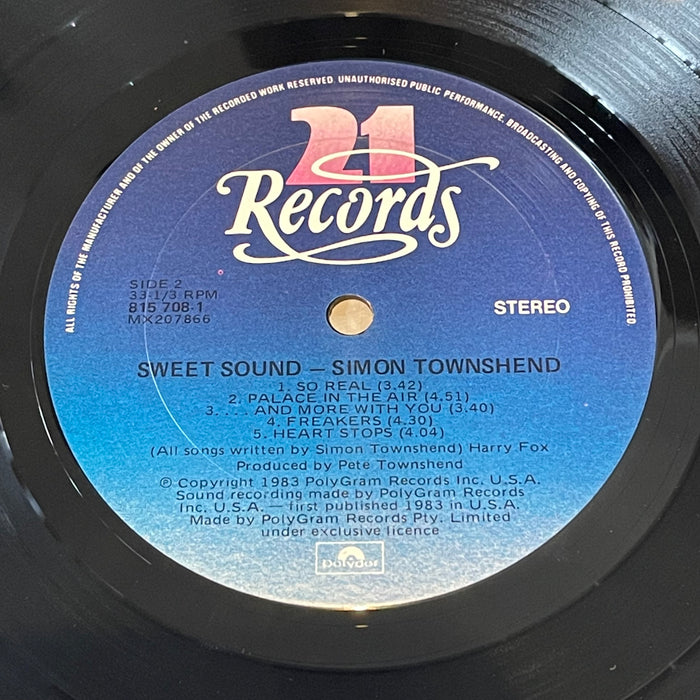 ALL RIGHTS OF THE MANUFACTURER AND OF THE OWNER OF THE RECORDED WORK RESERVED. UNAUTHORISED PUBLIC PERFORMANCE, BROADCASTING AND COPYING OF THIS RECORD PROHIBITED.
21
Records
SIDE 2
33-1/3 RPM
815 708-1
MX207866
STEREO
SWEET SOUND — SIMON TOWNSHEND
1. SO REAL (3.42)
2. PALACE IN THE AIR (4.51)
3. . . . AND MORE WITH YOU (3.40)
4. FREAKERS (4.30)
5. HEART STOPS (4.04)
(All songs written by Simon Townshend) Harry Fox
Produced by Pete Townshend
℗ Copyright 1983 PolyGram Records Inc. U.S.A.
Sound recording made by PolyGram Records
Inc. U.S.A. — first published 1983 in U.S.A.
Made by PolyGram Records Pty. Limited
under exclusive licence
polydor